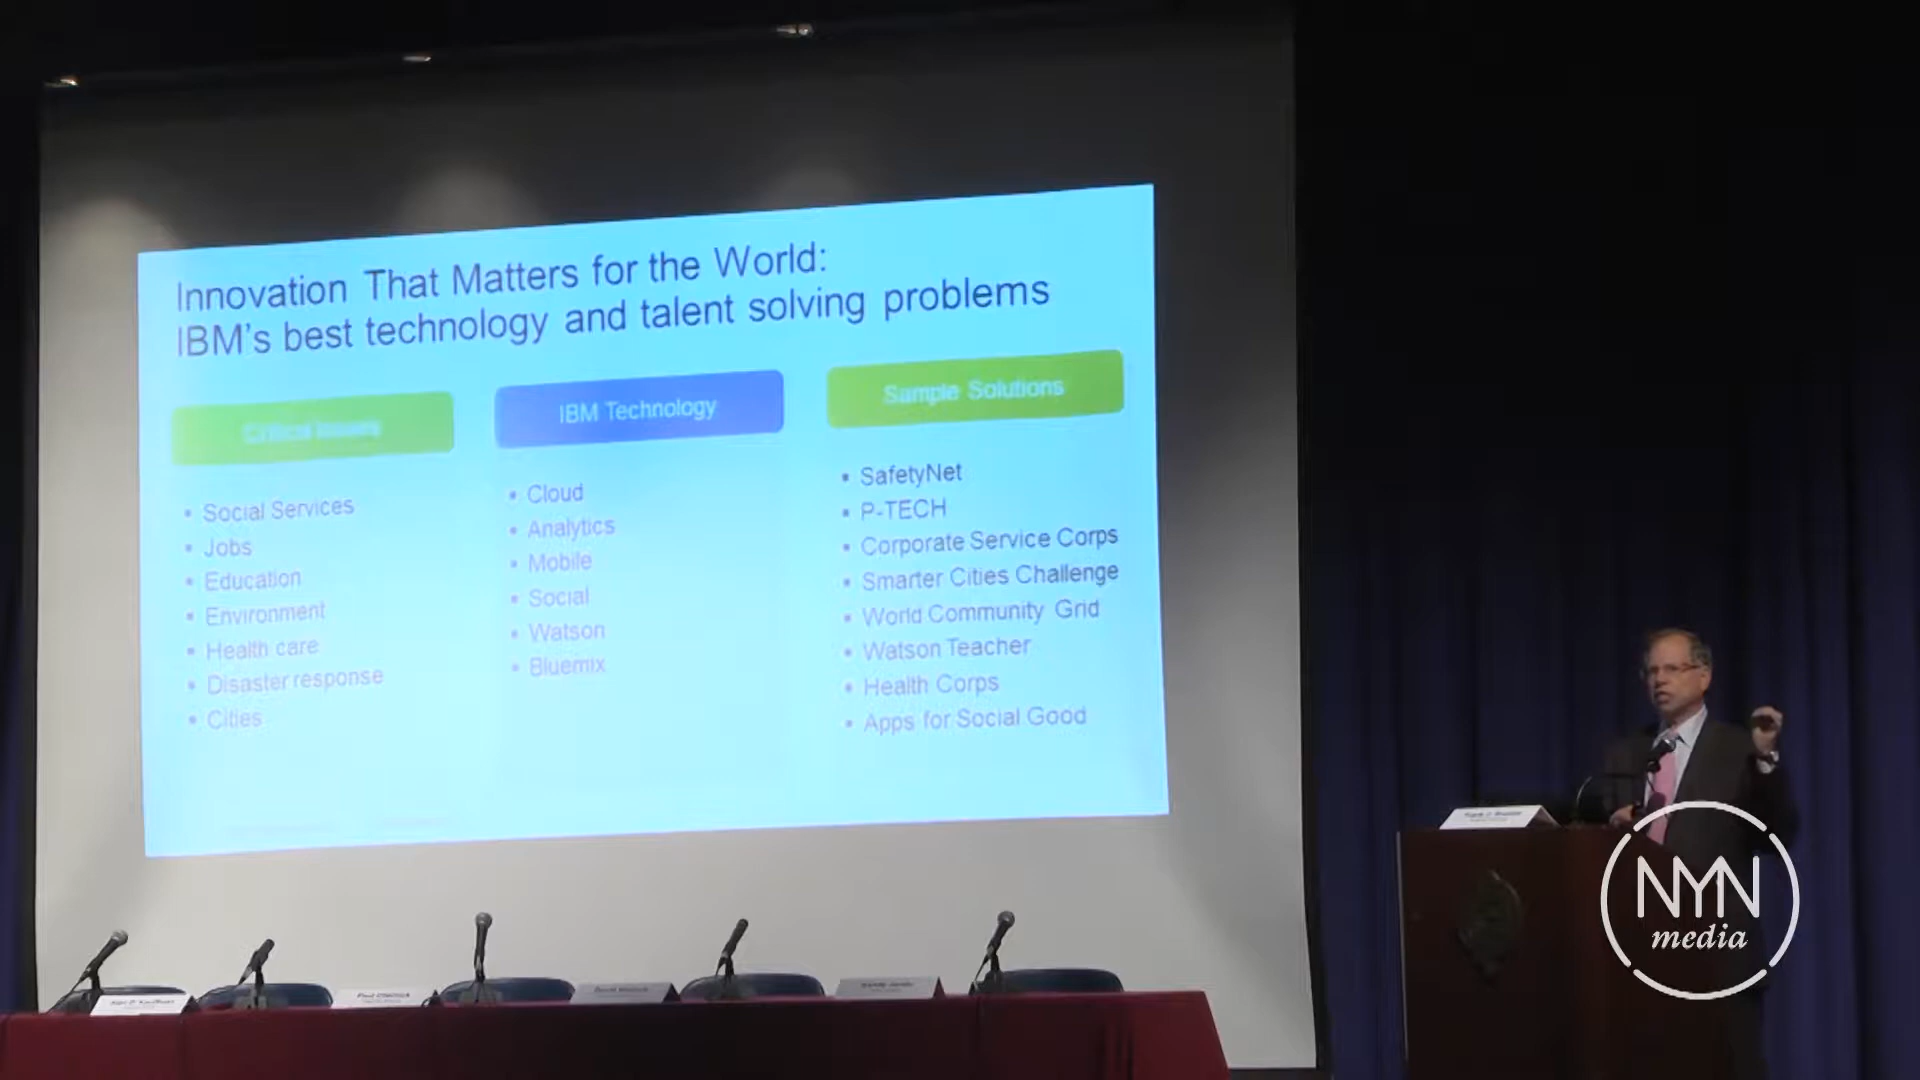 Innovation That Matters for the World:
IBM's best technology and talent solving problems
Critical Issues
• Social Services
• Jobs
• Education
• Environment
• Health care
• Disaster response
• Cities
IBM Technology
• Cloud
• Analytics
• Mobile
• Social
• Watson
• Bluemix
Sample Solutions
• SafetyNet
• P-TECH
• Corporate Service Corps
• Smarter Cities Challenge
• World Community Grid
• Watson Teacher
• Health Corps
• Apps for Social Good
NYN
media